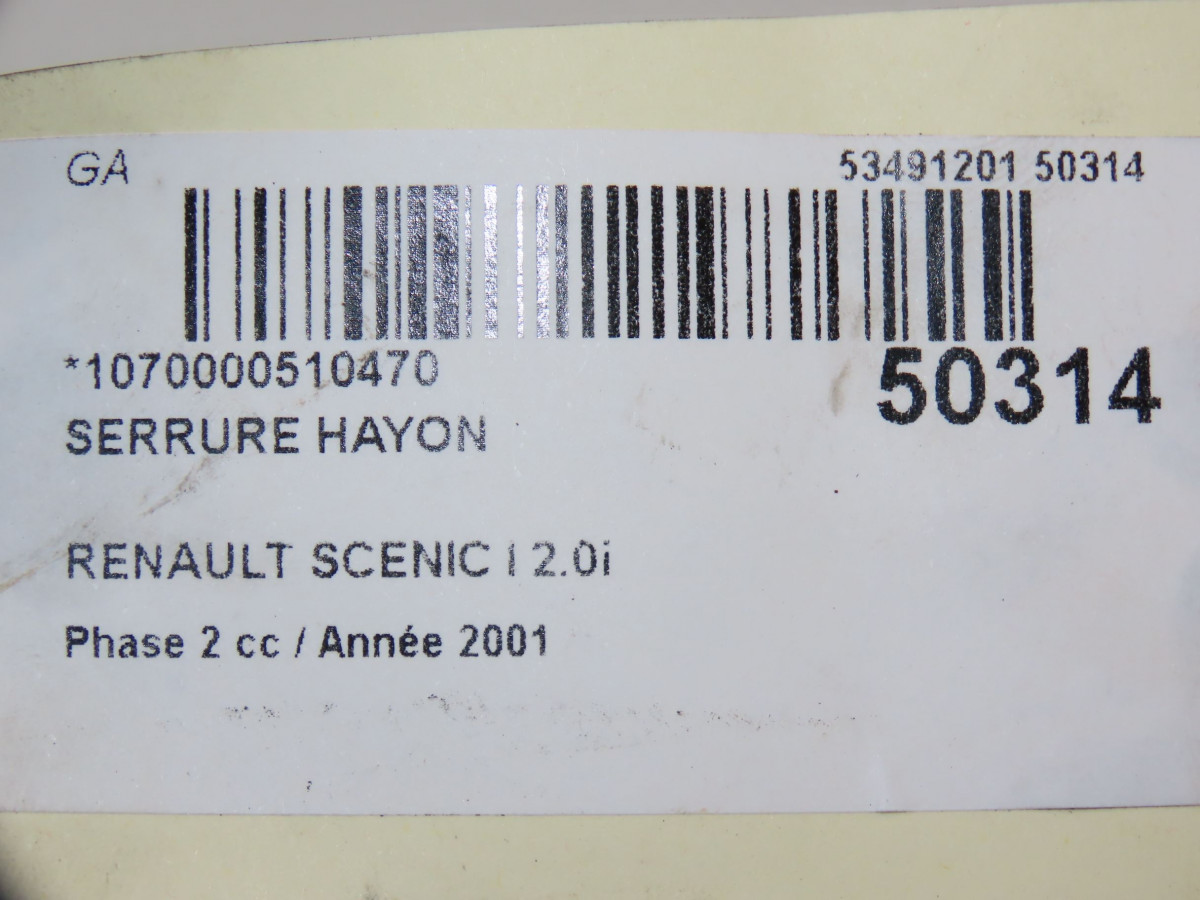 GA 53491201 50314
*1070000510470 50314
SERRURE HAYON
RENAULT SCENIC I 2.0i
Phase 2 cc / Année 2001